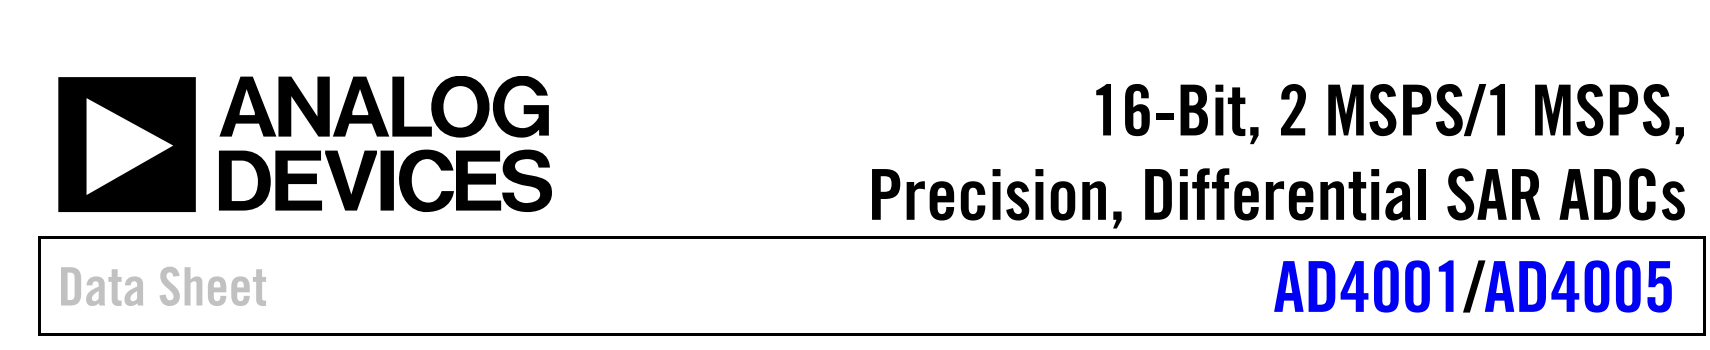 ANALOG
DEVICES
16-Bit, 2 MSPS/1 MSPS,
Precision, Differential SAR ADCs
Data Sheet
AD4001/AD4005